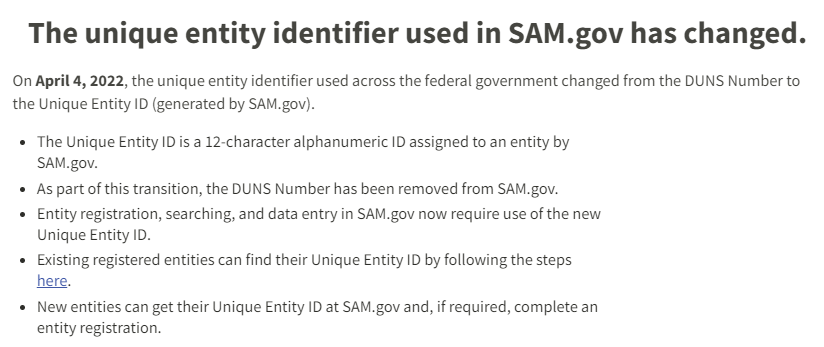 The unique entity identifier used in SAM.gov has changed.
On April 4, 2022, the unique entity identifier used across the federal government changed from the DUNS Number to
the Unique Entity ID (generated by SAM.gov).
• The Unique Entity ID is a 12-character alphanumeric ID assigned to an entity by
SAM.gov.
• As part of this transition, the DUNS Number has been removed from SAM.gov.
• Entity registration, searching, and data entry in SAM.gov now require use of the new
Unique Entity ID.
• Existing registered entities can find their Unique Entity ID by following the steps
here.
• New entities can get their Unique Entity ID at SAM.gov and, if required, complete an
entity registration.